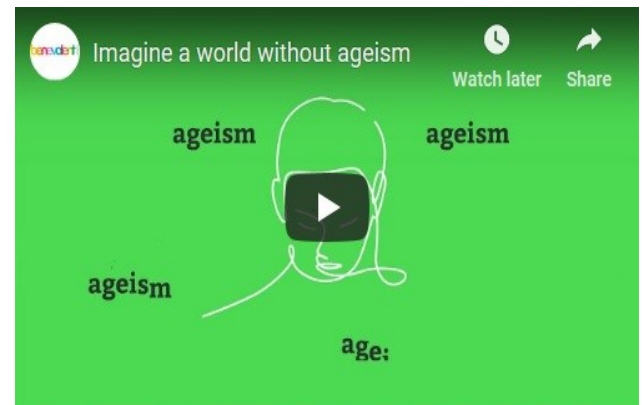 benevolent
Imagine a world without ageism
Watch later
Share
ageism
ageism
ageism
age: